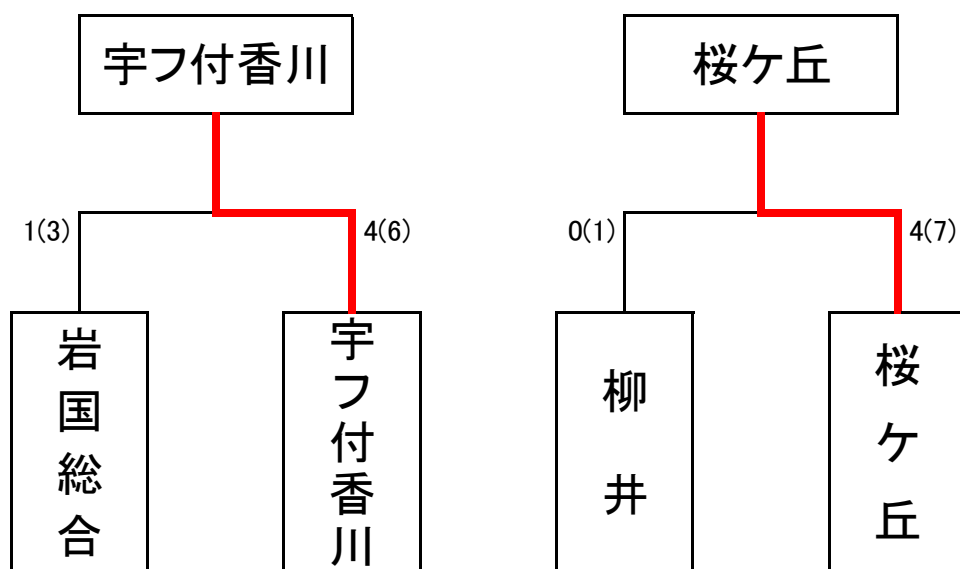 宇フ付香川
桜ケ丘
1(3)
4(6)
0(1)
4(7)
岩国総合
宇フ付香川
柳井
桜ケ丘